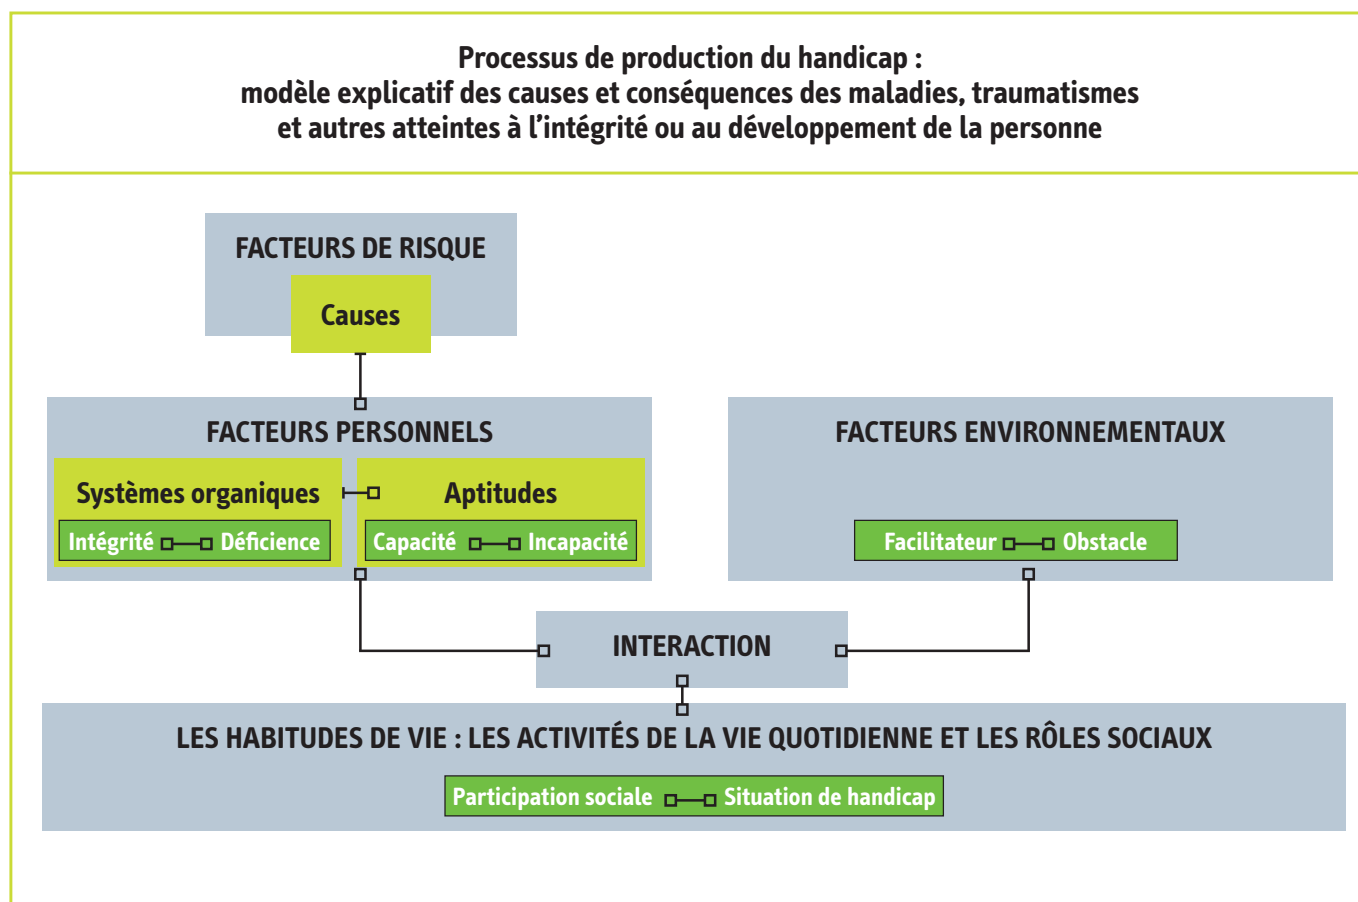 Processus de production du handicap :
modèle explicatif des causes et conséquences des maladies, traumatismes
et autres atteintes à l’intégrité ou au développement de la personne
FACTEURS DE RISQUE
Causes
FACTEURS PERSONNELS
Systèmes organiques
Aptitudes
Intégrité
Déficience
Capacité
Incapacité
FACTEURS ENVIRONNEMENTAUX
Facilitateur
Obstacle
INTERACTION
LES HABITUDES DE VIE : LES ACTIVITÉS DE LA VIE QUOTIDIENNE ET LES RÔLES SOCIAUX
Participation sociale
Situation de handicap